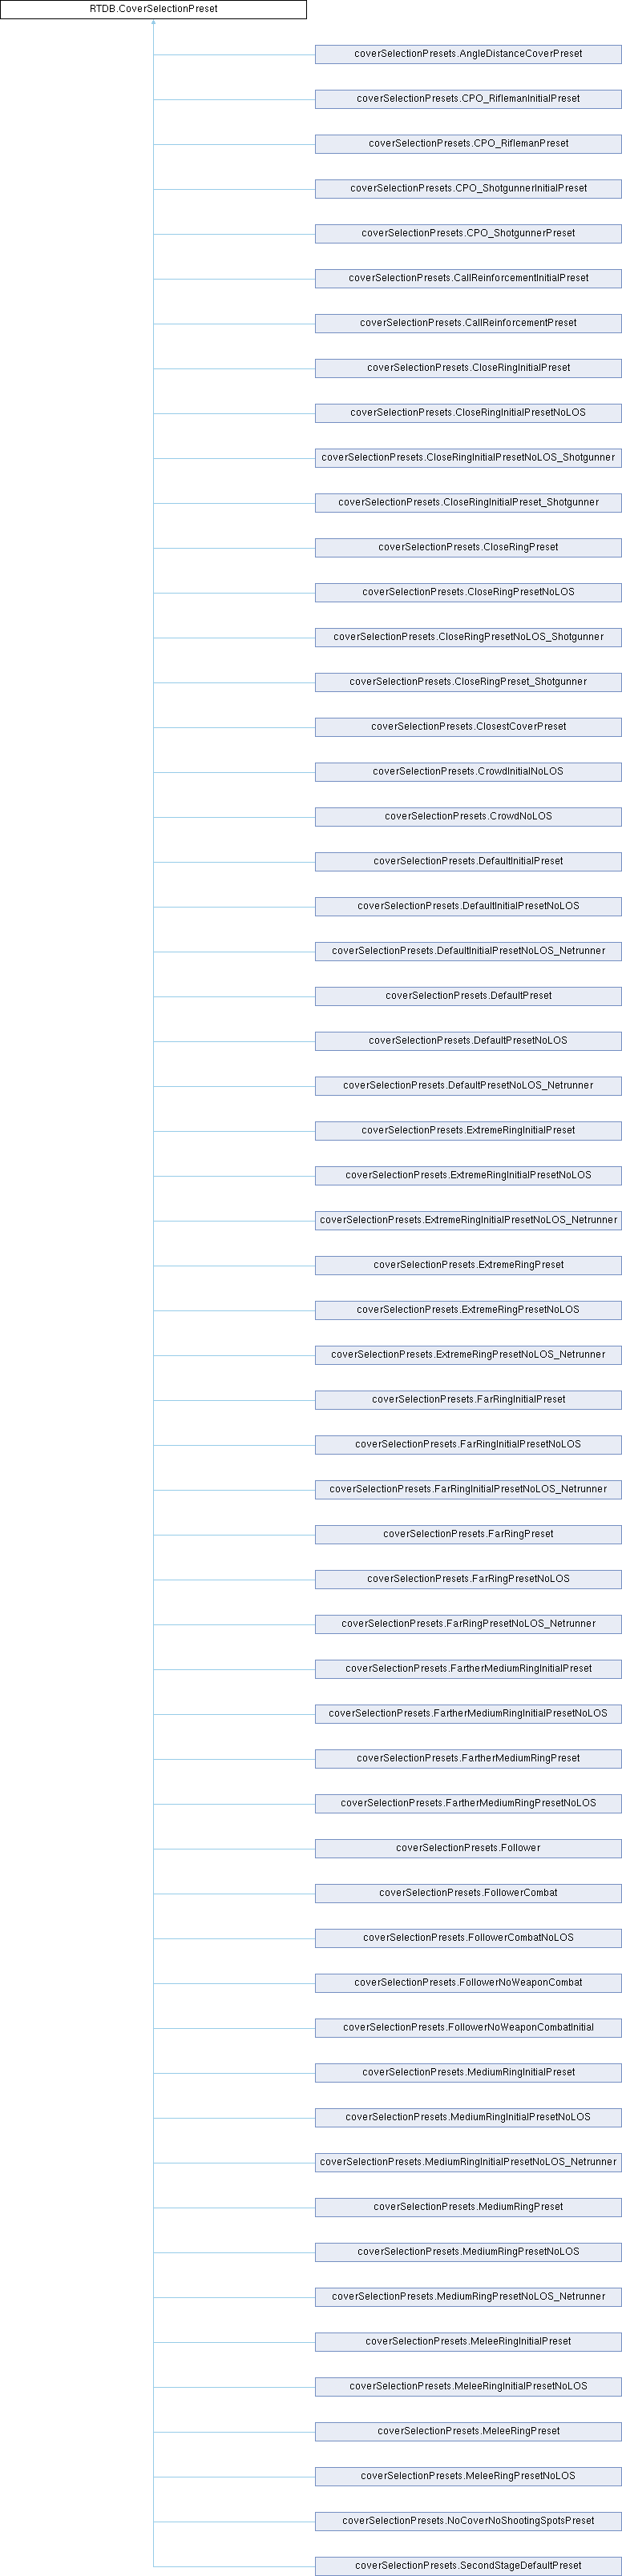 RTDB.CoverSelectionPreset
coverSelectionPresets.AngleDistanceCoverPreset
coverSelectionPresets.CPO_RiflemanInitialPreset
coverSelectionPresets.CPO_RiflemanPreset
coverSelectionPresets.CPO_ShotgunnerInitialPreset
coverSelectionPresets.CPO_ShotgunnerPreset
coverSelectionPresets.CallReinforcementInitialPreset
coverSelectionPresets.CallReinforcementPreset
coverSelectionPresets.CloseRingInitialPreset
coverSelectionPresets.CloseRingInitialPresetNoLOS
coverSelectionPresets.CloseRingInitialPresetNoLOS_Shotgunner
coverSelectionPresets.CloseRingInitialPreset_Shotgunner
coverSelectionPresets.CloseRingPreset
coverSelectionPresets.CloseRingPresetNoLOS
coverSelectionPresets.CloseRingPresetNoLOS_Shotgunner
coverSelectionPresets.CloseRingPreset_Shotgunner
coverSelectionPresets.ClosestCoverPreset
coverSelectionPresets.CrowdInitialNoLOS
coverSelectionPresets.CrowdNoLOS
coverSelectionPresets.DefaultInitialPreset
coverSelectionPresets.DefaultInitialPresetNoLOS
coverSelectionPresets.DefaultInitialPresetNoLOS_Netrunner
coverSelectionPresets.DefaultPreset
coverSelectionPresets.DefaultPresetNoLOS
coverSelectionPresets.DefaultPresetNoLOS_Netrunner
coverSelectionPresets.ExtremeRingInitialPreset
coverSelectionPresets.ExtremeRingInitialPresetNoLOS
coverSelectionPresets.ExtremeRingInitialPresetNoLOS_Netrunner
coverSelectionPresets.ExtremeRingPreset
coverSelectionPresets.ExtremeRingPresetNoLOS
coverSelectionPresets.ExtremeRingPresetNoLOS_Netrunner
coverSelectionPresets.FarRingInitialPreset
coverSelectionPresets.FarRingInitialPresetNoLOS
coverSelectionPresets.FarRingInitialPresetNoLOS_Netrunner
coverSelectionPresets.FarRingPreset
coverSelectionPresets.FarRingPresetNoLOS
coverSelectionPresets.FarRingPresetNoLOS_Netrunner
coverSelectionPresets.FartherMediumRingInitialPreset
coverSelectionPresets.FartherMediumRingInitialPresetNoLOS
coverSelectionPresets.FartherMediumRingPreset
coverSelectionPresets.FartherMediumRingPresetNoLOS
coverSelectionPresets.Follower
coverSelectionPresets.FollowerCombat
coverSelectionPresets.FollowerCombatNoLOS
coverSelectionPresets.FollowerNoWeaponCombat
coverSelectionPresets.FollowerNoWeaponCombatInitial
coverSelectionPresets.MediumRingInitialPreset
coverSelectionPresets.MediumRingInitialPresetNoLOS
coverSelectionPresets.MediumRingInitialPresetNoLOS_Netrunner
coverSelectionPresets.MediumRingPreset
coverSelectionPresets.MediumRingPresetNoLOS
coverSelectionPresets.MediumRingPresetNoLOS_Netrunner
coverSelectionPresets.MeleeRingInitialPreset
coverSelectionPresets.MeleeRingInitialPresetNoLOS
coverSelectionPresets.MeleeRingPreset
coverSelectionPresets.MeleeRingPresetNoLOS
coverSelectionPresets.NoCoverNoShootingSpotsPreset
coverSelectionPresets.SecondStageDefaultPreset